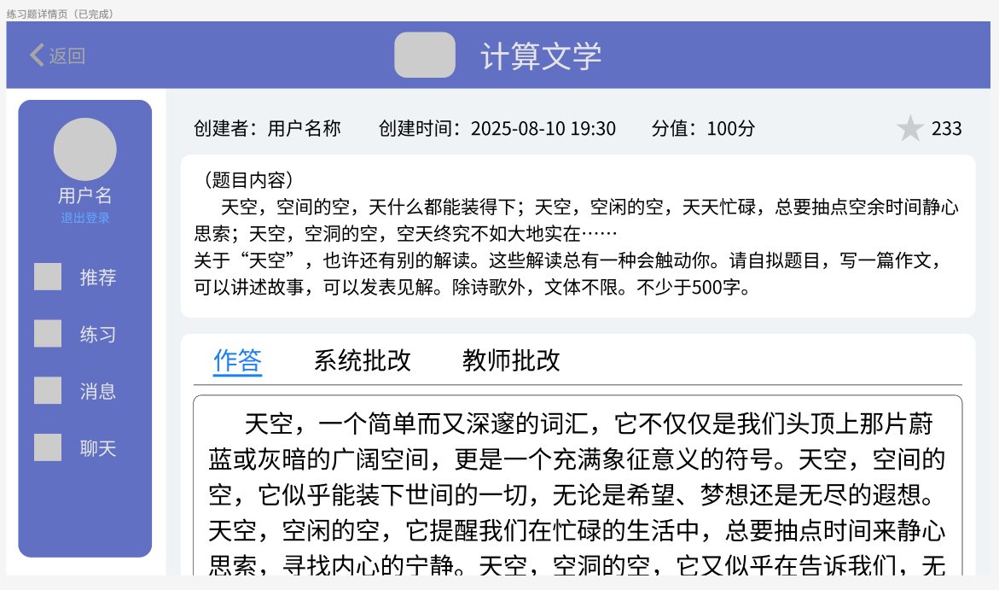 练习题详情页（已完成）
返回
计算文学
用户名
退出登录
推荐
练习
消息
聊天
创建者：用户名称 创建时间：2025-08-10 19:30 分值：100分 233
（题目内容）
天空，空间的空，天什么都能装得下；天空，空闲的空，天天忙碌，总要抽点空余时间静心
思索；天空，空洞的空，空天终究不如大地实在……
关于“天空”，也许还有别的解读。这些解读总有一种会触动你。请自拟题目，写一篇作文，
可以讲述故事，可以发表见解。除诗歌外，文体不限。不少于500字。
作答 系统批改 教师批改
天空，一个简单而又深邃的词汇，它不仅仅是我们头顶上那片蔚
蓝或灰暗的广阔空间，更是一个充满象征意义的符号。天空，空间的
空，它似乎能装下世间的一切，无论是希望、梦想还是无尽的遐想。
天空，空闲的空，它提醒我们在忙碌的生活中，总要抽点时间来静心
思索，寻找内心的宁静。天空，空洞的空，它又似乎在告诉我们，无